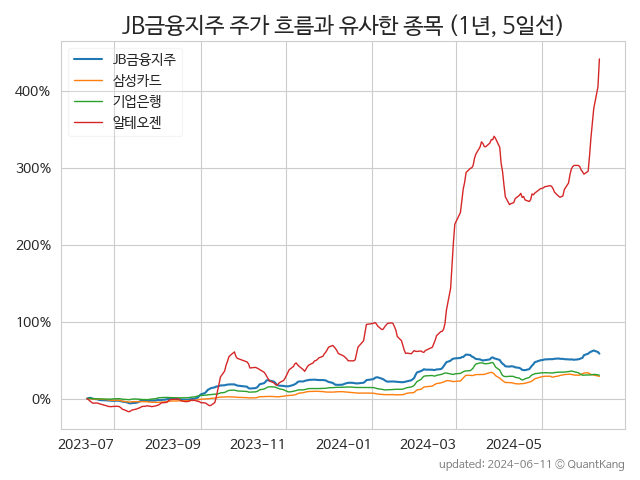 JB금융지주 주가 흐름과 유사한 종목 (1년, 5일선)
JB금융지주
삼성카드
기업은행
알테오젠
400%
300%
200%
100%
0%
2023-07 2023-09 2023-11 2024-01 2024-03 2024-05
updated: 2024-06-11 © QuantKang